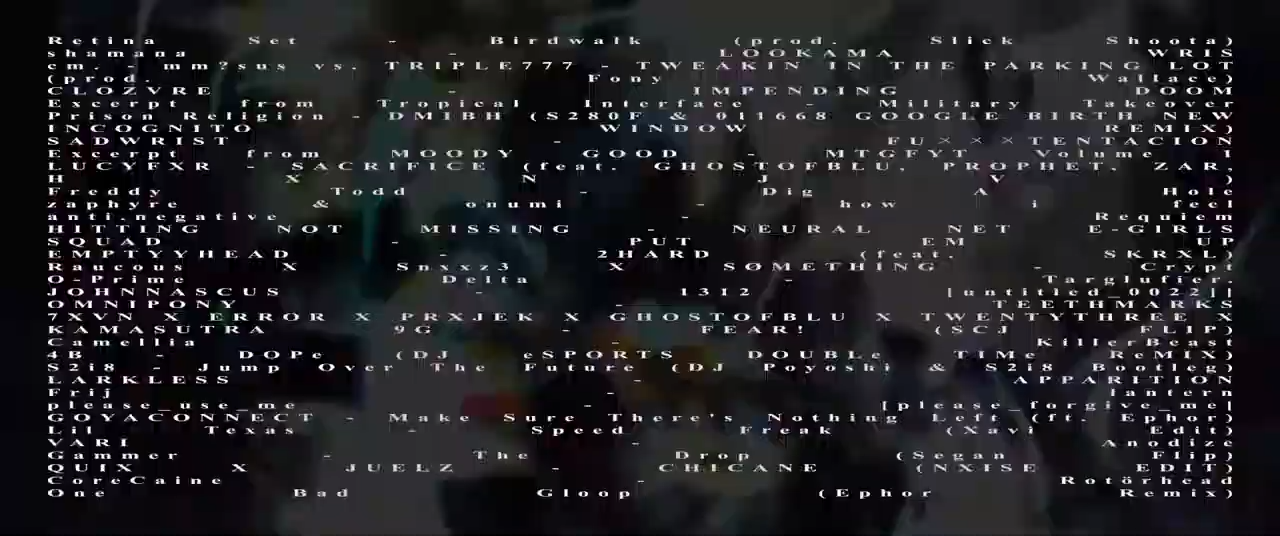 Retina Set - Birdwalk (prod. Slick Shoota)
shamana - LOOKAMA WRIS
em. mm?sus vs. TRIPLE777 - TWEAKIN IN THE PARKING LOT
(prod. Fony Wallace)
CLOZVRE - IMPENDING DOOM
Excerpt from Tropical Interface - Military Takeover
Prison Religion - DMIBH (S280F & 011668 GOOGLE BIRTH NEW
INCOGNITO WINDOW REMIX)
SADWRIST - FU×××TENTACION
Excerpt from MOODY GOOD - MTGFYT Volume 1
LUCYFXR - SACRIFICE (feat. GHOSTOFBLU, PROPHET, ZAR,
H X N J V )
Freddy Todd - Dig A Hole
zaphyre & onumi - how i feel
anti.negative - Requiem
HITTING NOT MISSING - NEURAL NET E-GIRLS
SQUAD - PUT EM UP
EMPTYYHEAD - 2HARD (feat. SKRXL)
Raucous X Snxxz3 X SØMETHING - Crypt
O-Prime Delta - Targlufier.
JOHNNASCUS - 1312 [untitled_0022]]
OMNIPONY - TEETHMARKS
7XVN X ERROR X PRXJEK X GHOSTOFBLU X TWENTYTHREE X
KAMASUTRA 9G - FEAR! (SCJ FLIP)
Camellia - KillerBeast
4B - DOPe (DJ eSPORTS DOUBLe TIMe ReMIX)
S2i8 - Jump Over The Future (DJ Poyoshi & S2i8 Bootleg)
LARKLESS - APPARITION
Frij - lantern
please_use_me - [please_forgive_me]
GOYACONNECT - Make Sure There's Nothing Left (ft. Ephor)
Lil Texas - Speed Freak (Xavi Edit)
VARI - Anodize
Gammer - The Drop (Segan Flip)
QUIX X JUELZ - CHICANE (NXISE EDIT)
CoreCaine - Rotörhead
One Bad Gloop (Ephor Remix)